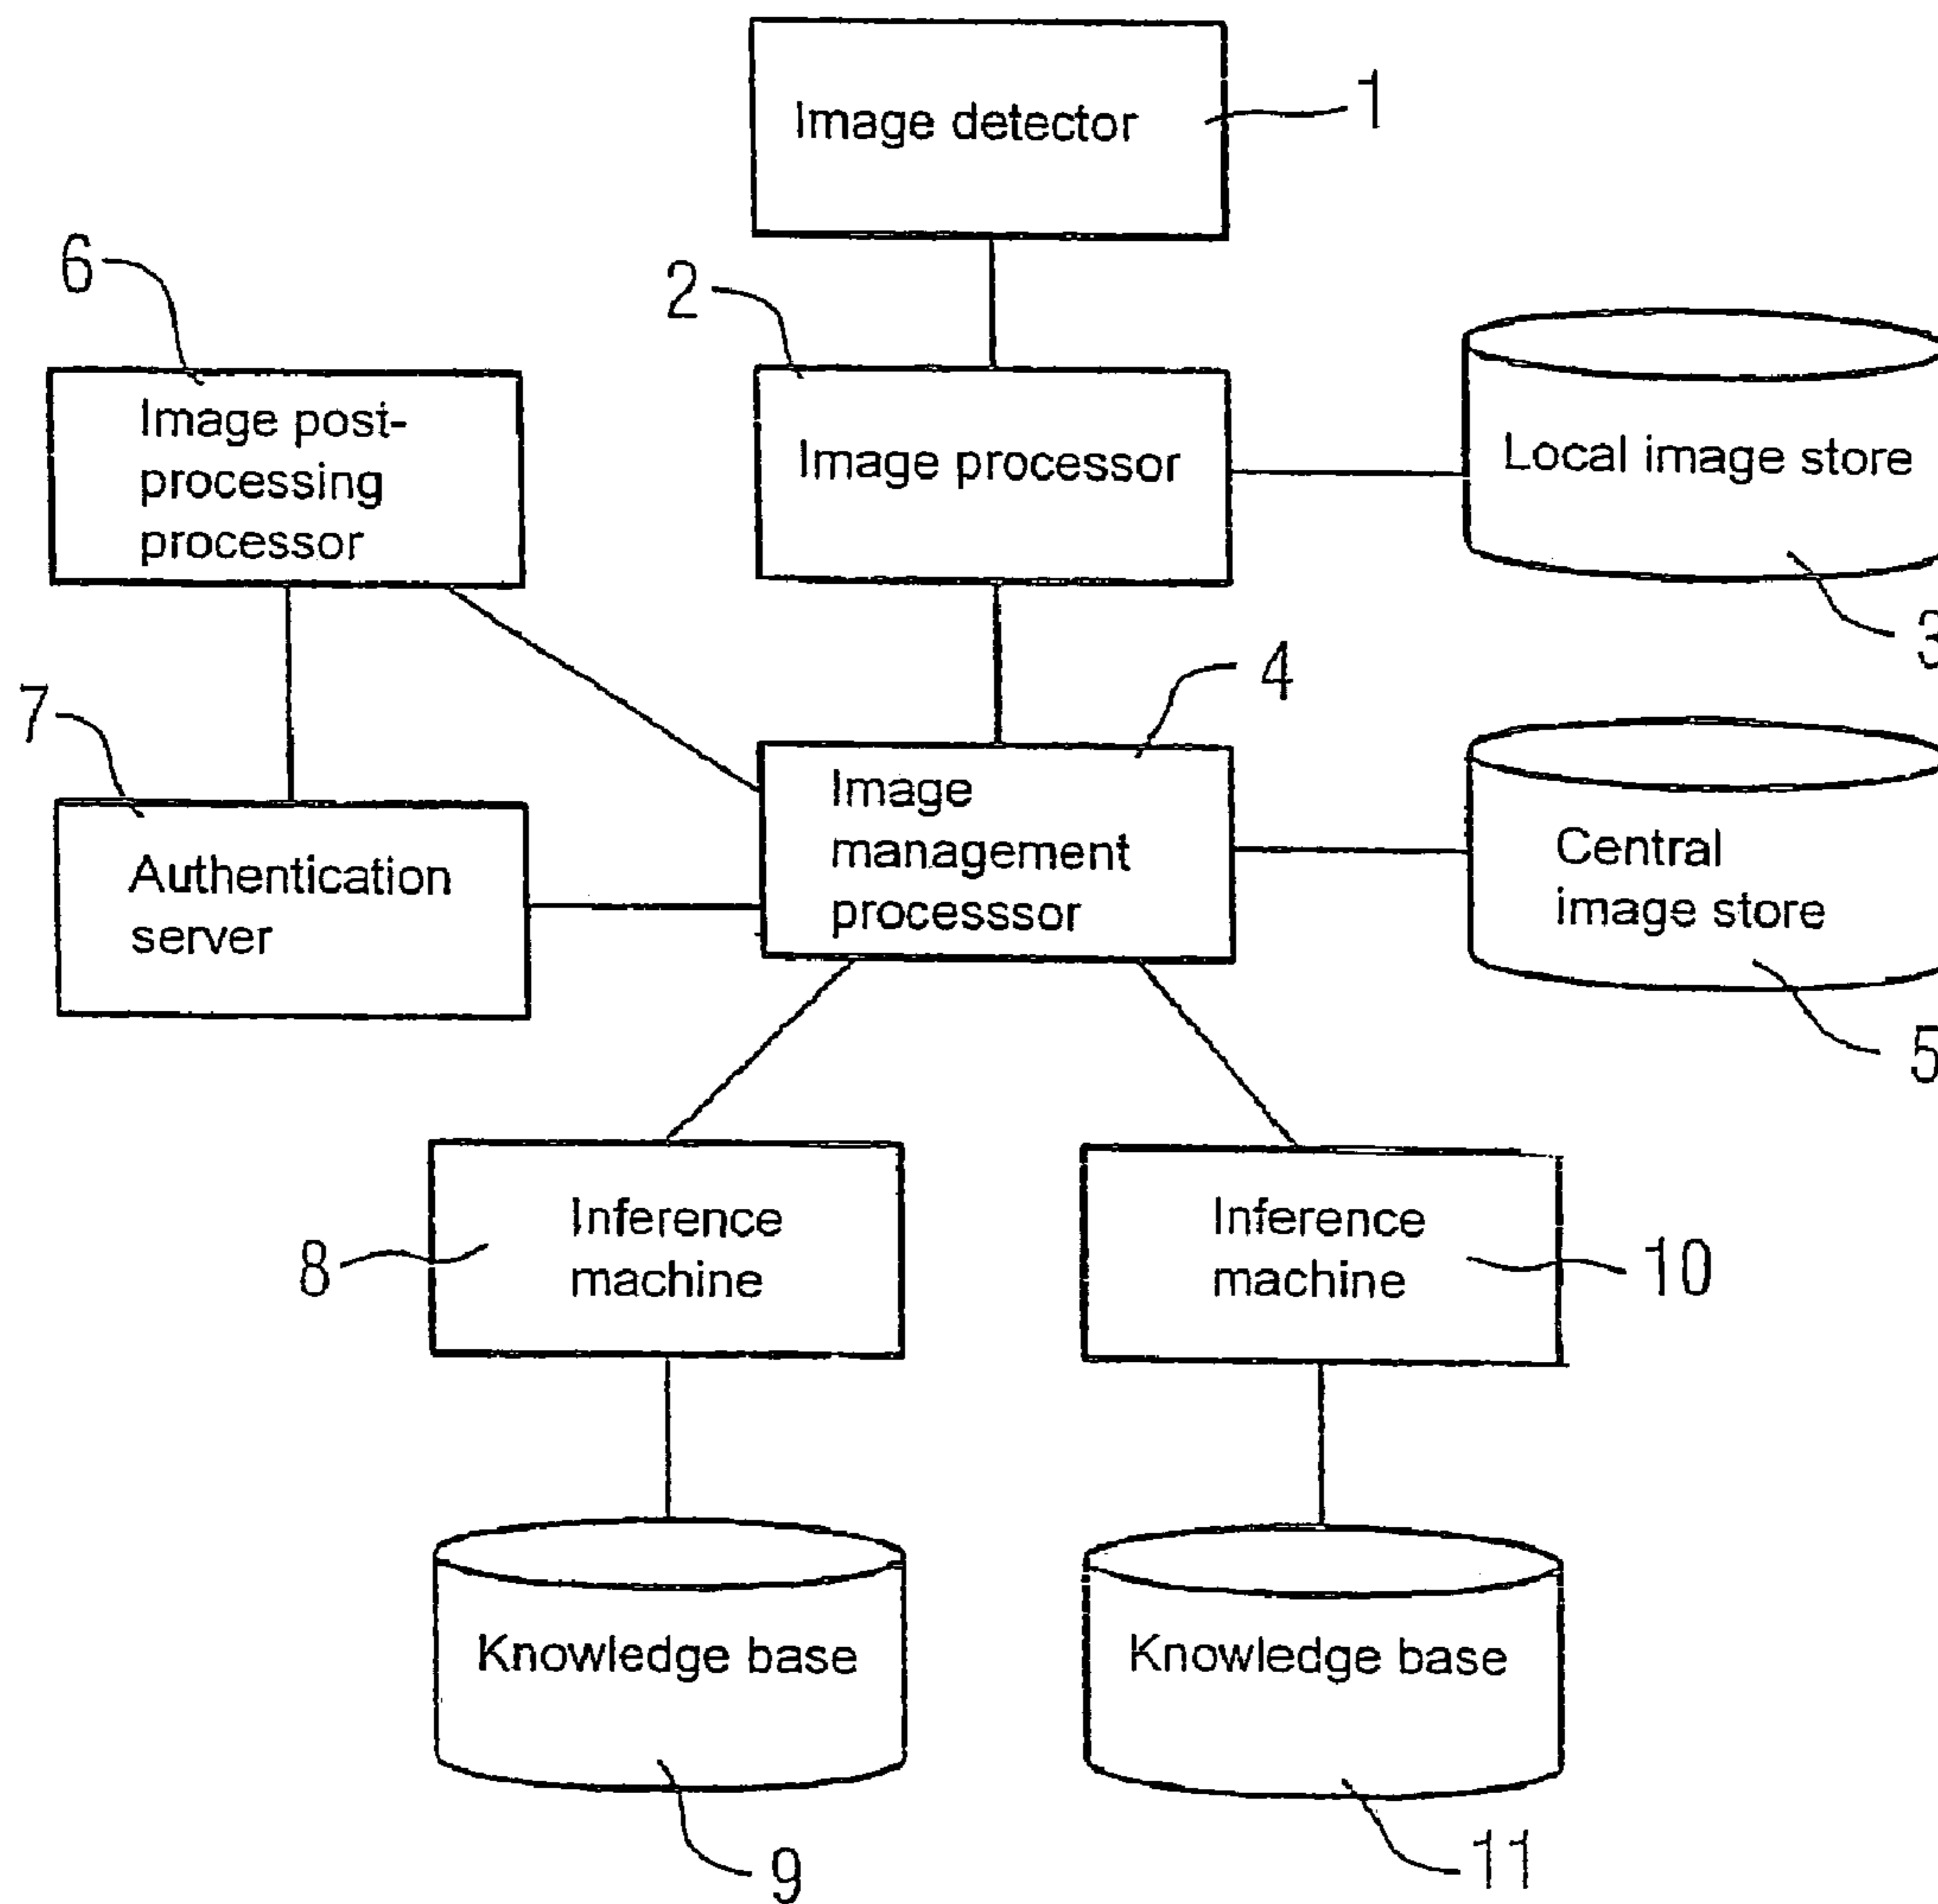 Image detector
1
6
2
Image post-
processing
processor
Image processor
Local image store
3
4
7
Image
management
processsor
Authentication
server
Central
image store
5
Inference
machine
8
Inference
machine
10
Knowledge base
Knowledge base
9
11